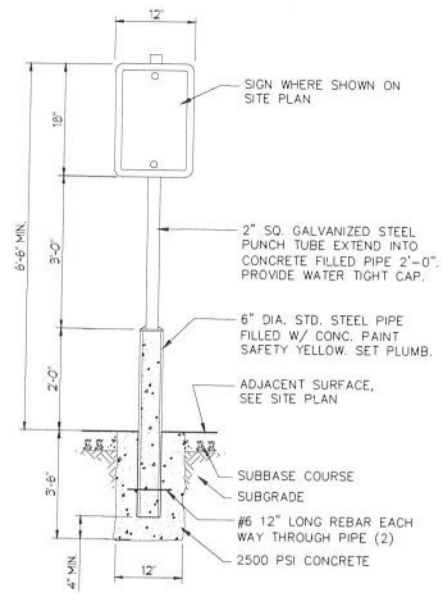 12"
SIGN WHERE SHOWN ON
SITE PLAN
18"
6'-6" MIN.
3'-0"
2" SQ. GALVANIZED STEEL
PUNCH TUBE EXTEND INTO
CONCRETE FILLED PIPE 2'-0".
PROVIDE WATER TIGHT CAP.
6" DIA. STD. STEEL PIPE
FILLED W/ CONC. PAINT
SAFETY YELLOW. SET PLUMB.
2'-0"
ADJACENT SURFACE,
SEE SITE PLAN
3'-6"
SUBBASE COURSE
SUBGRADE
#6 12" LONG REBAR EACH
WAY THROUGH PIPE (2)
2500 PSI CONCRETE
4" MIN.
12"